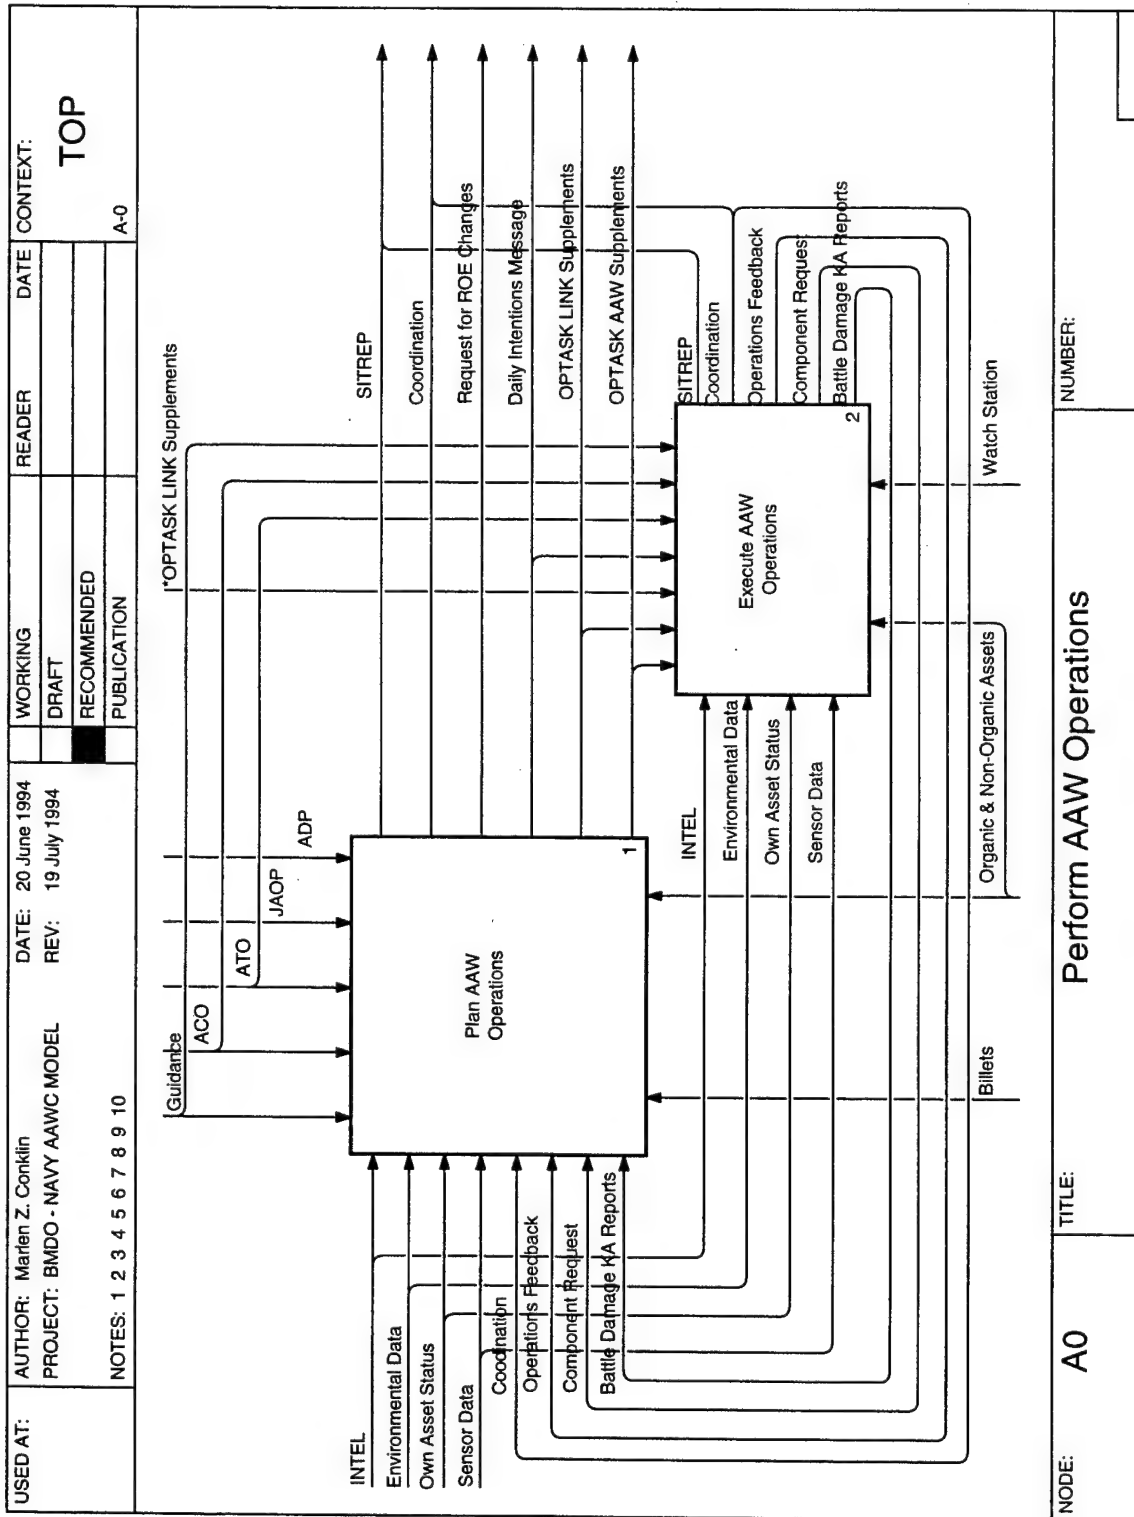 USED AT:
AUTHOR: Marlen Z. Conklin
PROJECT: BMDO - NAVY AAWC MODEL
NOTES: 1 2 3 4 5 6 7 8 9 10
DATE: 20 June 1994
REV: 19 July 1994
WORKING
DRAFT
RECOMMENDED
PUBLICATION
READER
DATE
CONTEXT:
TOP
A-0
Guidance
ACO
ATO
JAOP
ADP
*OPTASK LINK Supplements
INTEL
Environmental Data
Own Asset Status
Sensor Data
Coodination
Operations Feedback
Component Request
Battle Damage KA Reports
Plan AAW
Operations
1
SITREP
Coordination
Request for ROE Changes
Daily Intentions Message
OPTASK LINK Supplements
OPTASK AAW Supplements
INTEL
Environmental Data
Own Asset Status
Sensor Data
Execute AAW
Operations
2
SITREP
Coordination
Operations Feedback
Component Request
Battle Damage KA Reports
Billets
Organic & Non-Organic Assets
Watch Station
NODE:
A0
TITLE:
Perform AAW Operations
NUMBER: